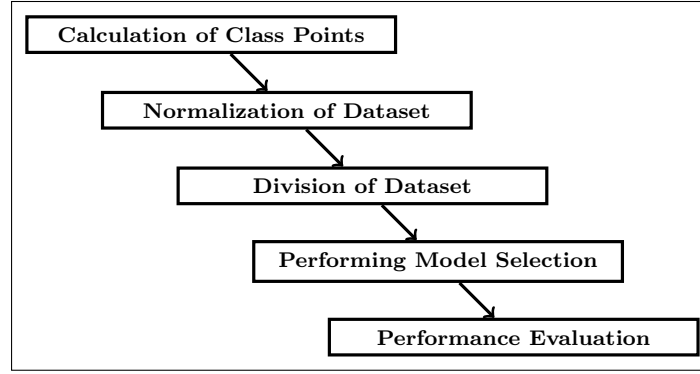 Calculation of Class Points
Normalization of Dataset
Division of Dataset
Performing Model Selection
Performance Evaluation